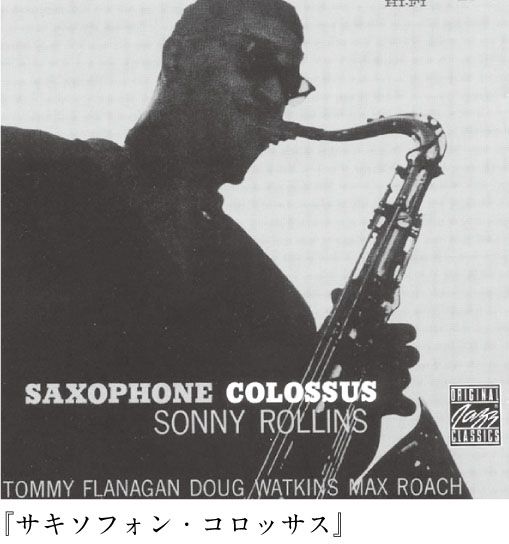 HI-FI
SAXOPHONE COLOSSUS
SONNY ROLLINS
ORIGINAL
Jazz
CLASSICS
TOMMY FLANAGAN DOUG WATKINS MAX ROACH
『サキソフォン・コロッサス』